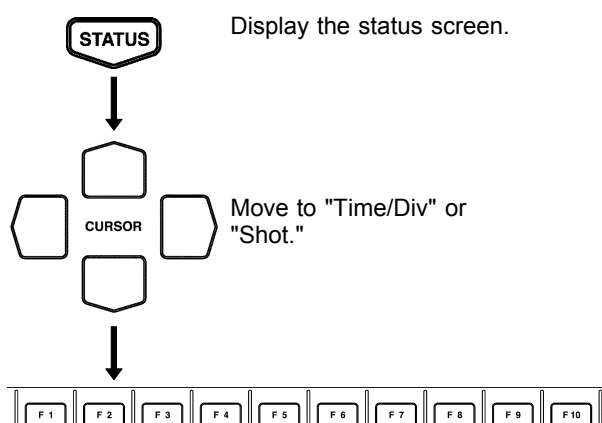 STATUS
Display the status screen.
CURSOR
Move to "Time/Div" or
"Shot."
F 1 F 2 F 3 F 4 F 5 F 6 F 7 F 8 F 9 F 10